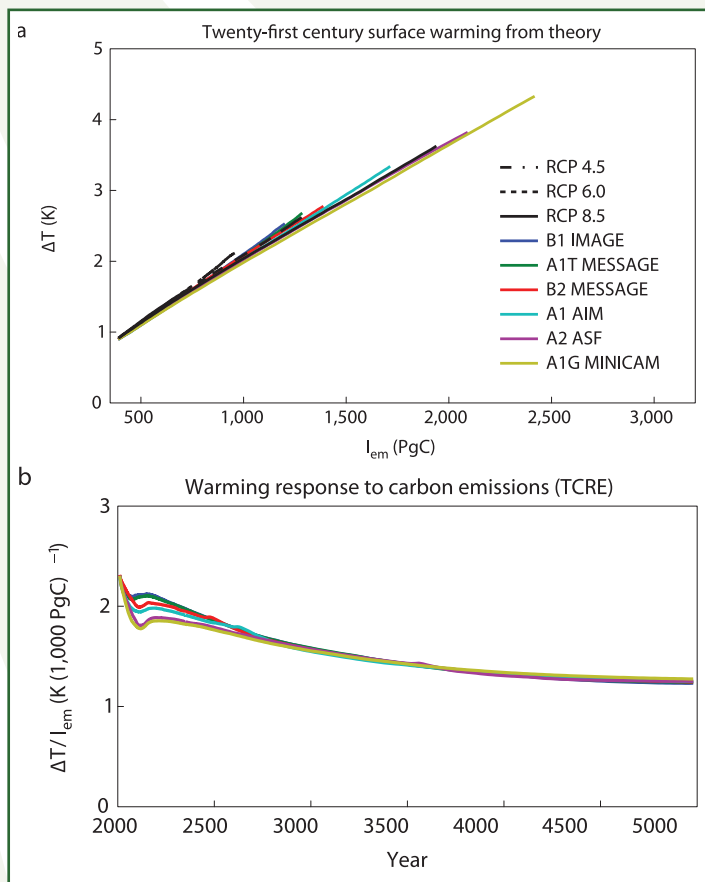 a
Twenty-first century surface warming from theory
5
4
3
2
1
0
ΔT (K)
RCP 4.5
RCP 6.0
RCP 8.5
B1 IMAGE
A1T MESSAGE
B2 MESSAGE
A1 AIM
A2 ASF
A1G MINICAM
500 1,000 1,500 2,000 2,500 3,000
I_em (PgC)
b
Warming response to carbon emissions (TCRE)
3
2
1
0
ΔT/I_em (K (1,000 PgC) ⁻¹)
2000 2500 3000 3500 4000 4500 5000
Year